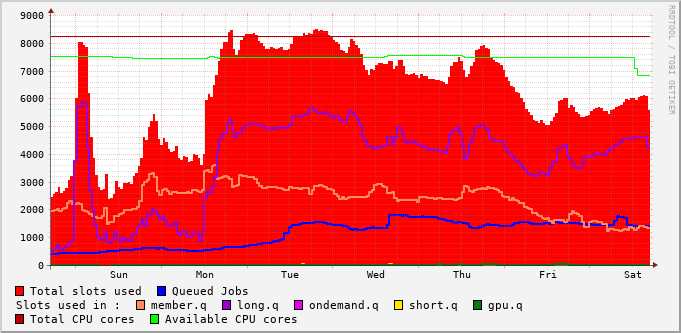 9000
8000
7000
6000
5000
4000
3000
2000
1000
0
Sun Mon Tue Wed Thu Fri Sat
RRDTOOL / TOBI OETIKER
Total slots used Queued Jobs
Slots used in : member.q long.q ondemand.q short.q gpu.q
Total CPU cores Available CPU cores